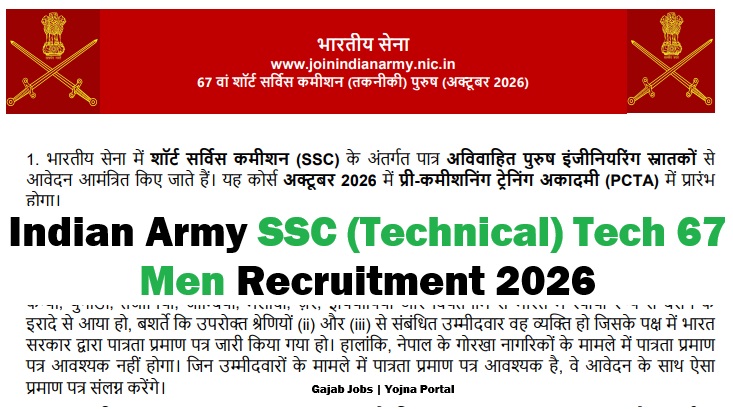 भारतीय सेना
www.joinindianarmy.nic.in
67 वां शॉर्ट सर्विस कमीशन (तकनीकी) पुरुष (अक्टूबर 2026)
1. भारतीय सेना में शॉर्ट सर्विस कमीशन (SSC) के अंतर्गत पात्र अविवाहित पुरुष इंजीनियरिंग स्नातकों से
आवेदन आमंत्रित किए जाते हैं। यह कोर्स अक्टूबर 2026 में प्री-कमीशनिंग ट्रेनिंग अकादमी (PCTA) में प्रारंभ
होगा।
Indian Army SSC (Technical) Tech 67
Men Recruitment 2026
इरादे से आया हो, बशर्ते कि उपरोक्त श्रेणियों (ii) और (iii) से संबंधित उम्मीदवार वह व्यक्ति हो जिसके पक्ष में भारत
सरकार द्वारा पात्रता प्रमाण पत्र जारी किया गया हो। हालांकि, नेपाल के गोरखा नागरिकों के मामले में पात्रता प्रमाण
पत्र आवश्यक नहीं होगा। जिन उम्मीदवारों के मामले में पात्रता प्रमाण पत्र आवश्यक है, वे आवेदन के साथ ऐसा
प्रमाण पत्र संलग्न करेंगे।
Gajab Jobs | Yojna Portal